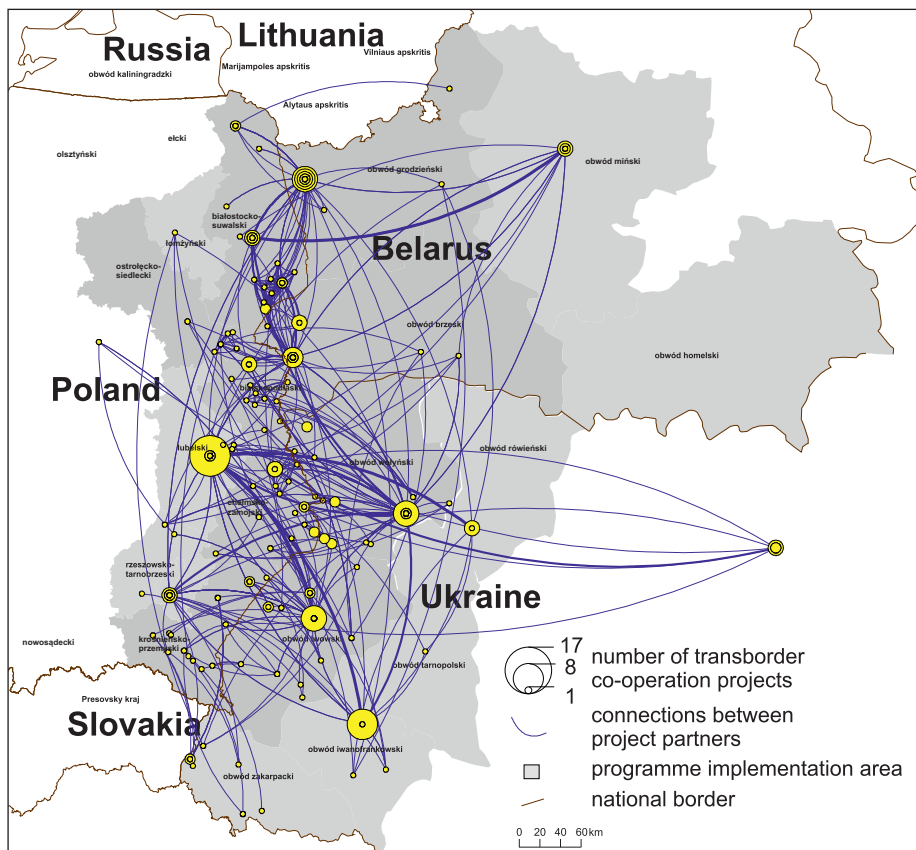 Russia
Lithuania
Vilniaus apskritis
obwód kaliningradzki
Marijampoles apskritis
Alytaus apskritis
ełcki
olsztyński
obwód grodzieński
obwód miński
białostocko-
suwalski
łomżyński
Belarus
ostrołęcko-
siedlecki
obwód brzeski
obwód homelski
Poland
bialskopodlaski
lubelski
obwód wołyński
obwód rówieński
chełmsko-
zamojski
rzeszowsko-
tarnobrzeski
Ukraine
nowosądecki
krośnieńsko-
przemyski
obwód lwowski
obwód tarnopolski
Presovsky kraj
Slovakia
obwód iwanofrankowski
obwód zakarpacki
17
8
1
number of transborder
co-operation projects
connections between
project partners
programme implementation area
national border
0 20 40 60 km